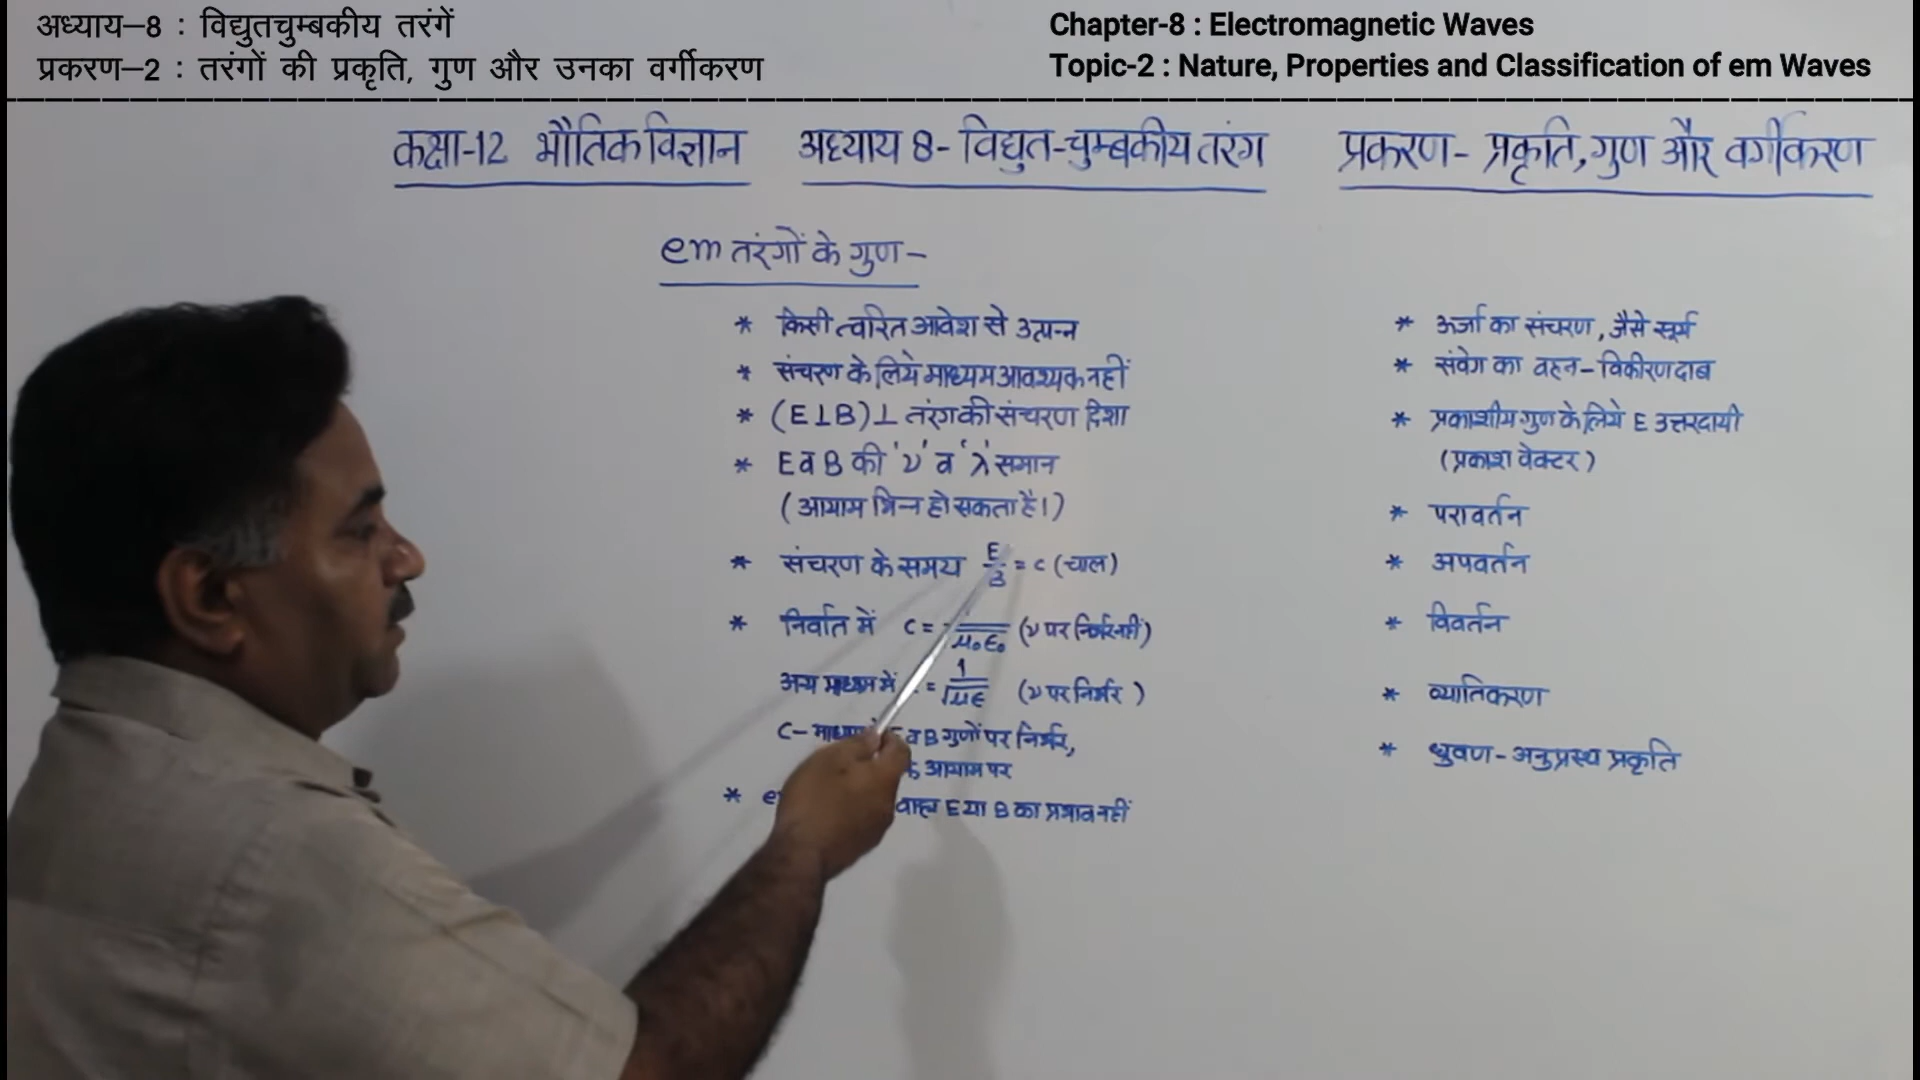 अध्याय–8 : विद्युतचुम्बकीय तरंगें
प्रकरण–2 : तरंगों की प्रकृति, गुण और उनका वर्गीकरण
Chapter-8 : Electromagnetic Waves
Topic-2 : Nature, Properties and Classification of em Waves
कक्षा-12 भौतिक विज्ञान अध्याय 8- विद्युत-चुम्बकीय तरंग प्रकरण- प्रकृति, गुण और वर्गीकरण
em तरंगों के गुण-
* किसी त्वरित आवेश से उत्पन्न
* संचरण के लिये माध्यम आवश्यक नहीं
* (E⊥B)⊥ तरंग की संचरण दिशा
* E व B की 'ν' व 'λ' समान
(आयाम भिन्न हो सकता है।)
* संचरण के समय E/B = c (चाल)
* निर्वात में c = μ₀ε₀ (ν पर निर्भर नहीं)
अन्य माध्यम में = 1/√με (ν पर निर्भर)
C- व B गुणों पर निर्भर,
आयाम पर
* बाह्य E या B का प्रभाव नहीं
* ऊर्जा का संचरण, जैसे सूर्य
* संवेग का वहन - विकीरण दाब
* प्रकाशीय गुण के लिये E उत्तरदायी
(प्रकाश वेक्टर)
* परावर्तन
* अपवर्तन
* विवर्तन
* व्यतिकरण
* ध्रुवण - अनुप्रस्थ प्रकृति